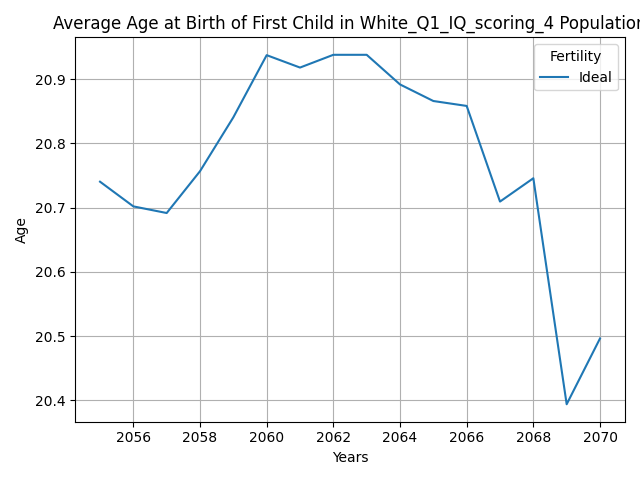 Average Age at Birth of First Child in White_Q1_IQ_scoring_4 Population
Fertility
Ideal
20.9
20.8
20.7
20.6
20.5
20.4
Age
2056 2058 2060 2062 2064 2066 2068 2070
Years